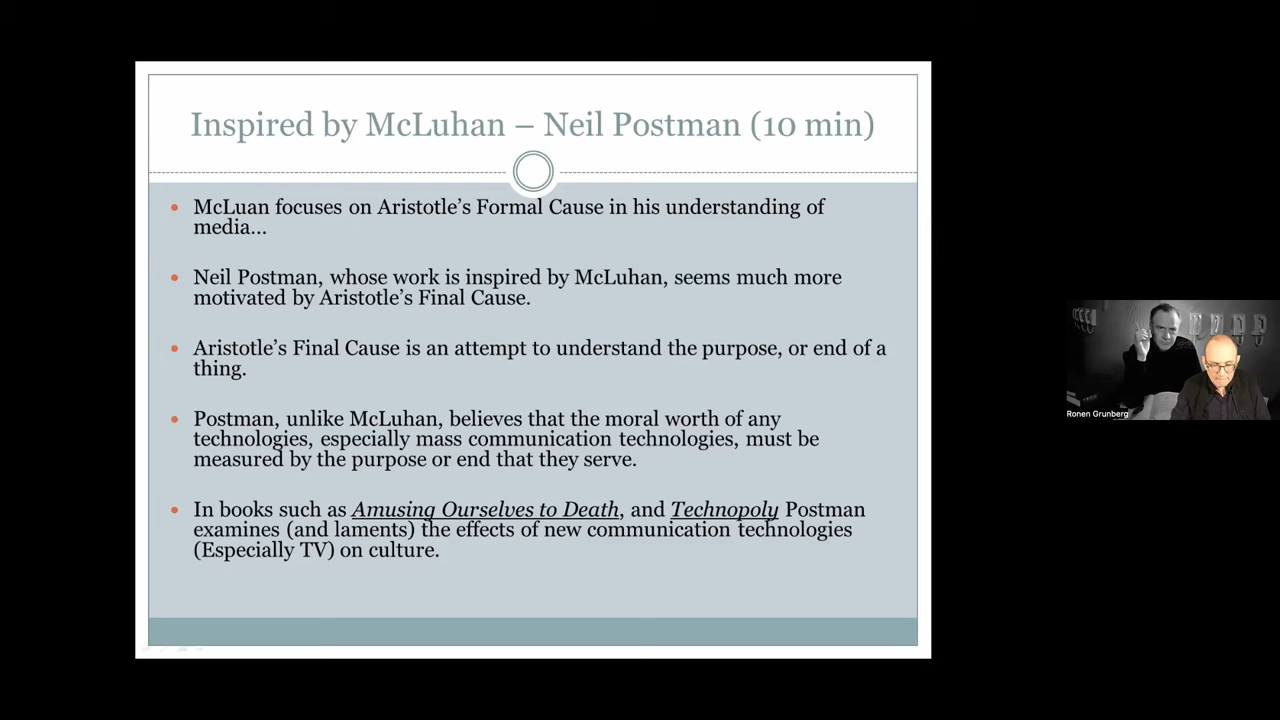 Inspired by McLuhan – Neil Postman (10 min)
McLuan focuses on Aristotle's Formal Cause in his understanding of
media…
Neil Postman, whose work is inspired by McLuhan, seems much more
motivated by Aristotle's Final Cause.
Aristotle's Final Cause is an attempt to understand the purpose, or end of a
thing.
Postman, unlike McLuhan, believes that the moral worth of any
technologies, especially mass communication technologies, must be
measured by the purpose or end that they serve.
In books such as Amusing Ourselves to Death, and Technopoly Postman
examines (and laments) the effects of new communication technologies
(Especially TV) on culture.
Ronen Grunberg